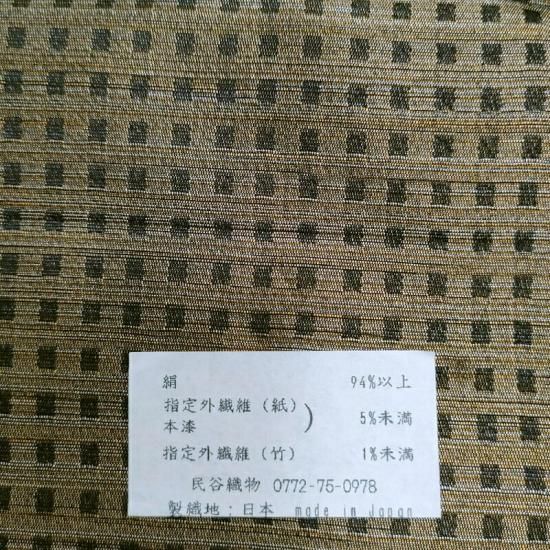 絹 94%以上
指定外繊維(紙)
本漆 ) 5%未満
指定外繊維(竹) 1%未満
民谷織物 0772-75-0978
製織地:日本 made in Japan